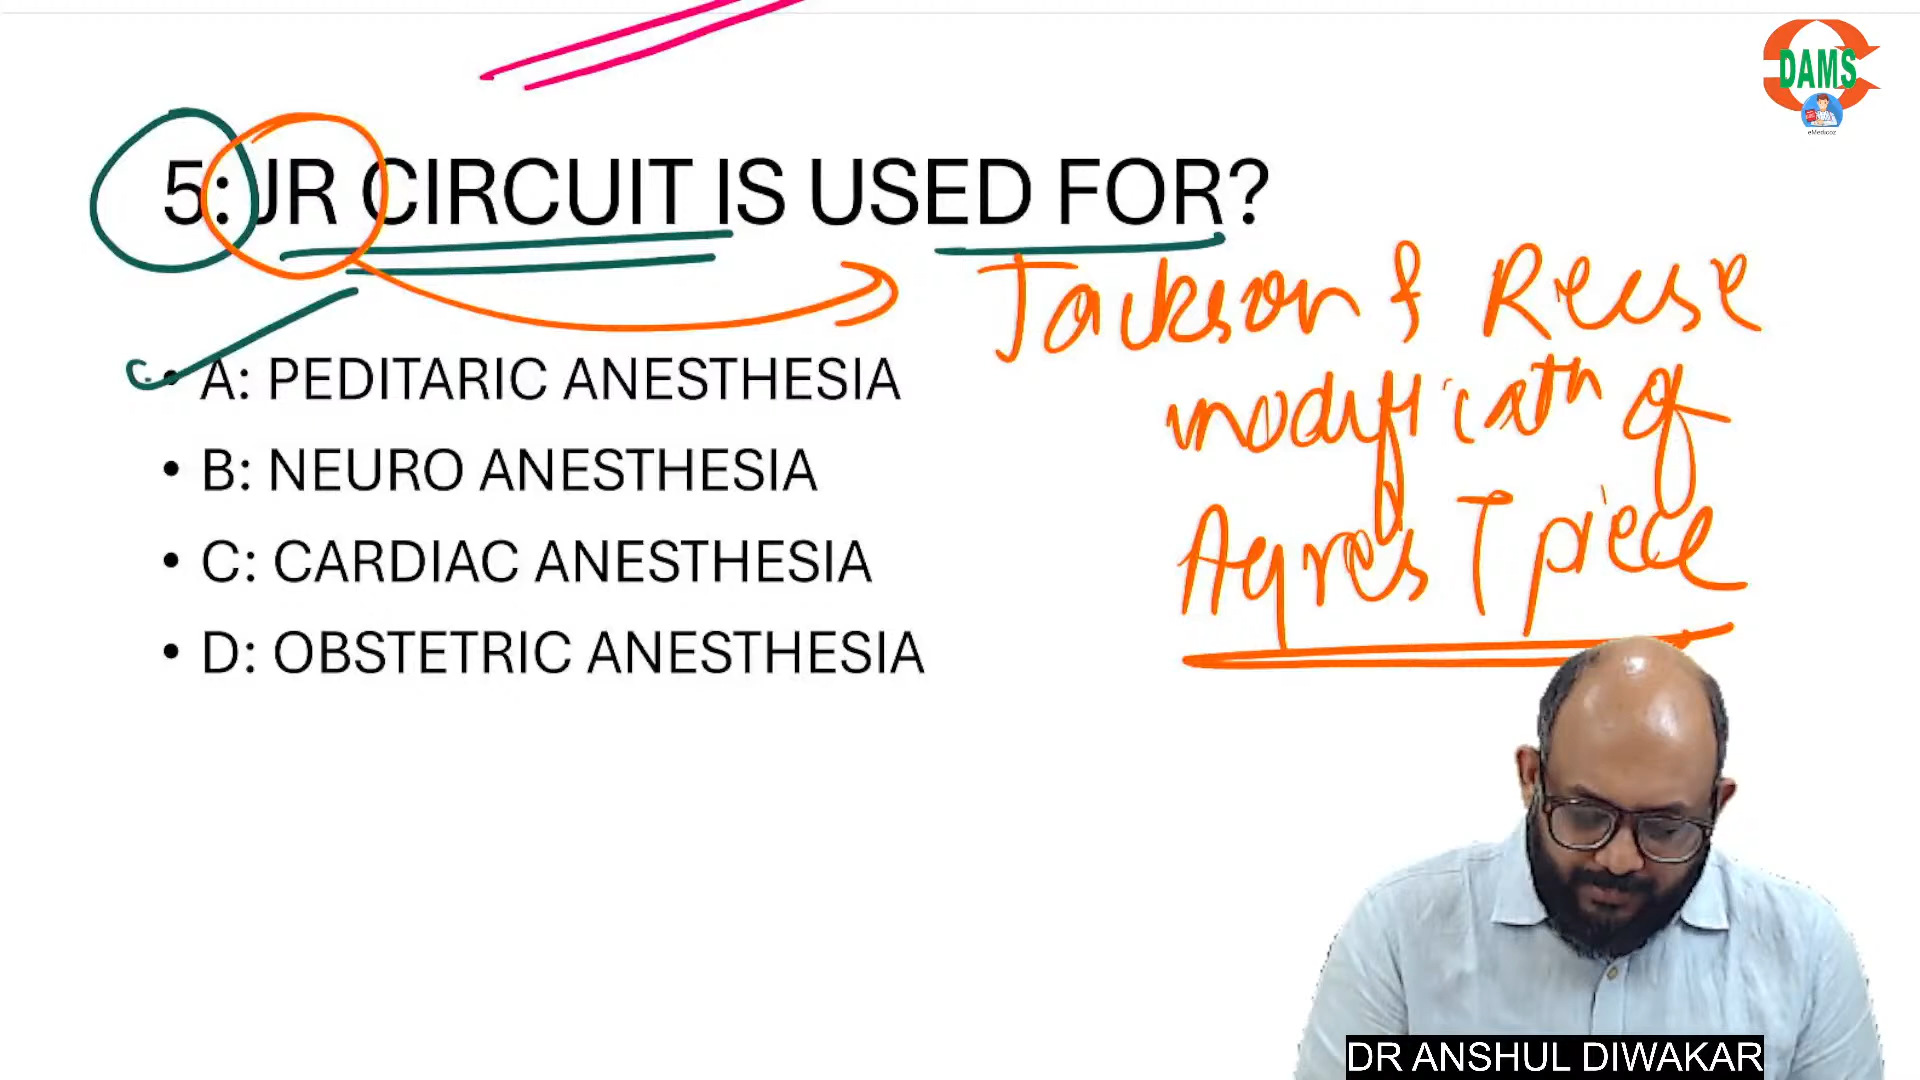 DAMS
eMedicoz
5: JR CIRCUIT IS USED FOR?
Jackson & Reese
modification of
Ayres T piece
• A: PEDITARIC ANESTHESIA
• B: NEURO ANESTHESIA
• C: CARDIAC ANESTHESIA
• D: OBSTETRIC ANESTHESIA
DR ANSHUL DIWAKAR